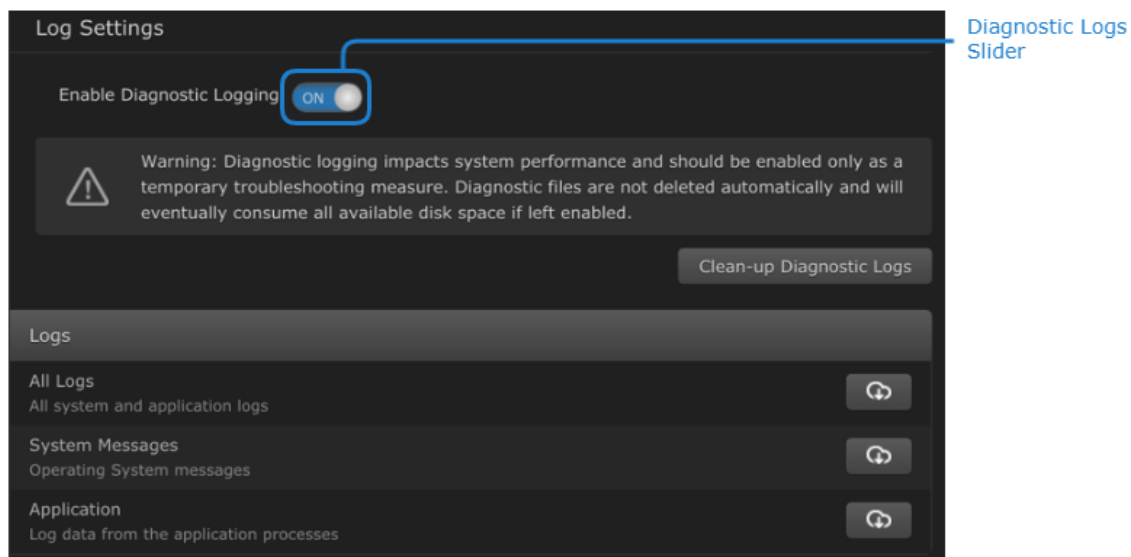 Log Settings
Diagnostic Logs
Slider
Enable Diagnostic Logging
ON
Warning: Diagnostic logging impacts system performance and should be enabled only as a
temporary troubleshooting measure. Diagnostic files are not deleted automatically and will
eventually consume all available disk space if left enabled.
Clean-up Diagnostic Logs
Logs
All Logs
All system and application logs
System Messages
Operating System messages
Application
Log data from the application processes